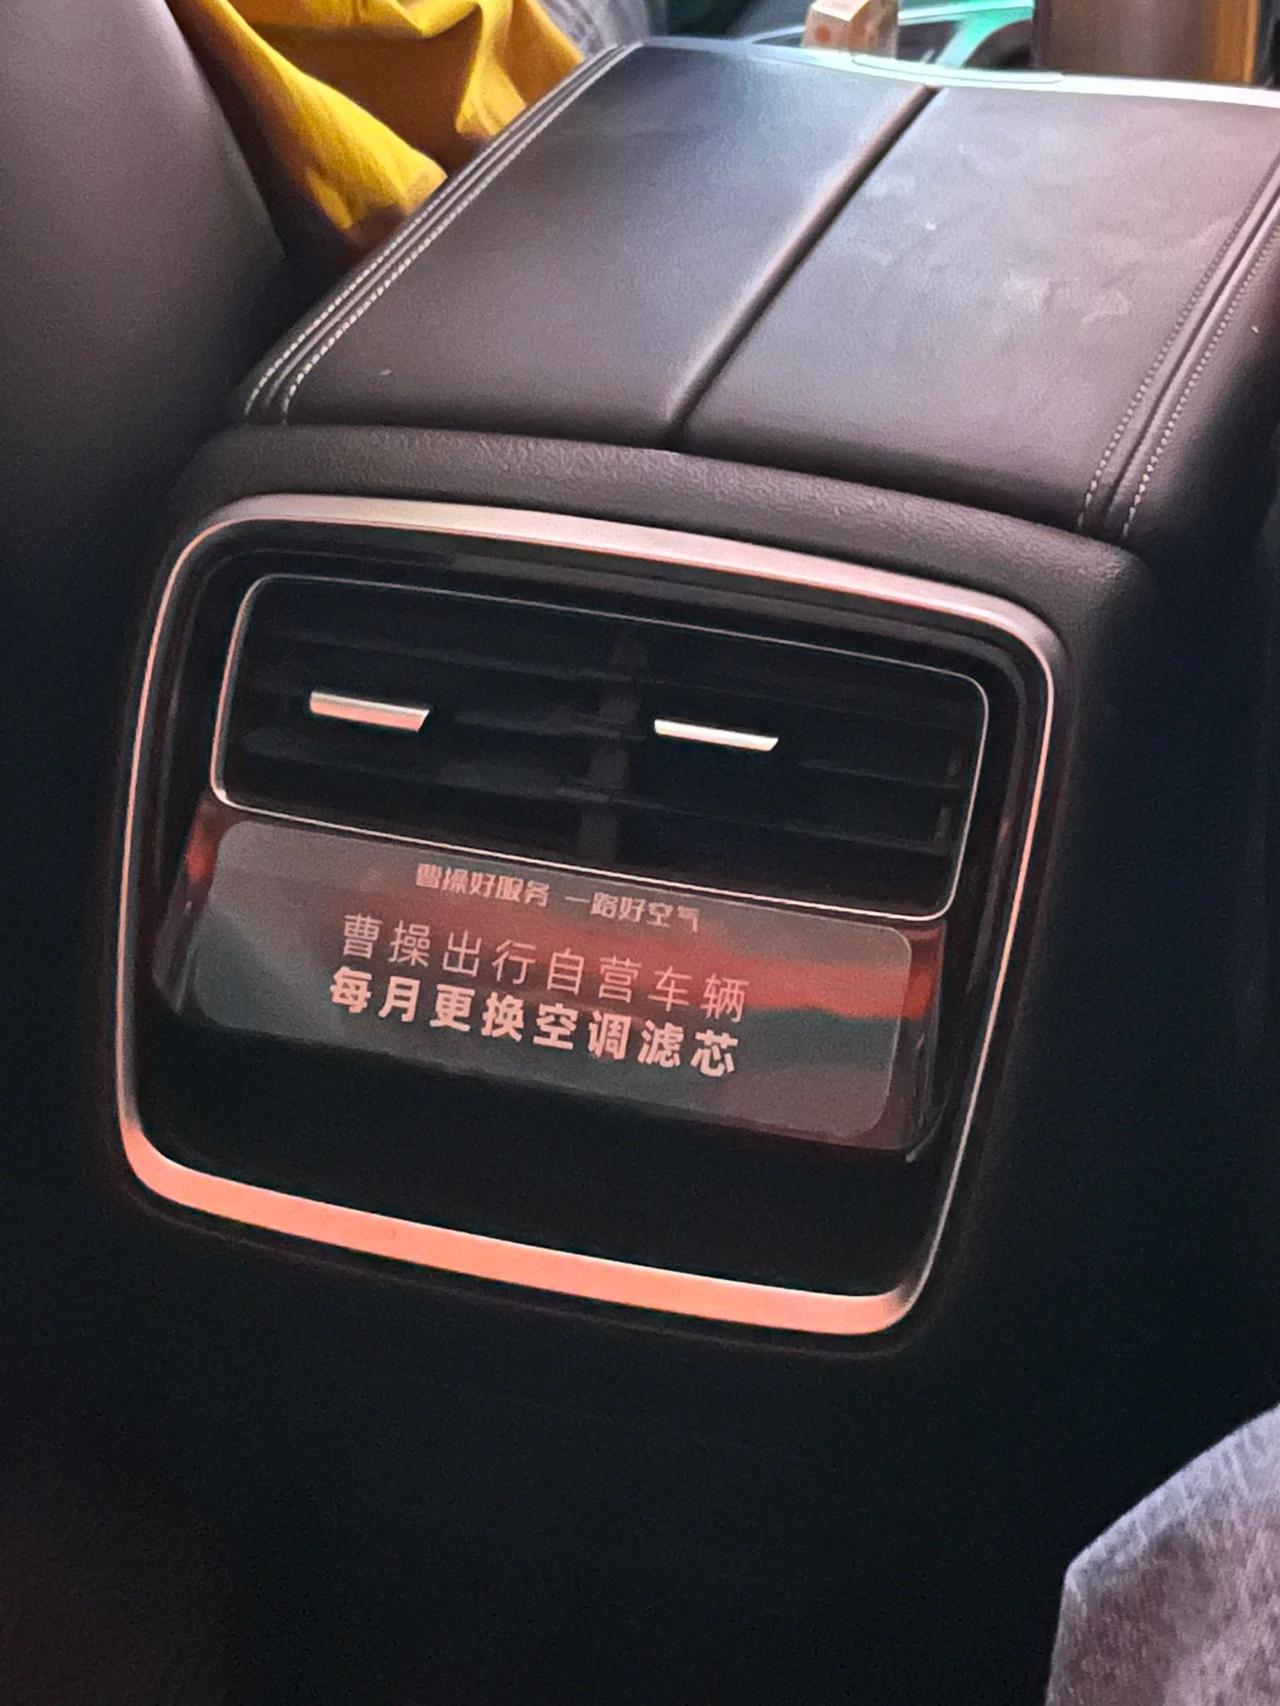 曹操好服务 一路好空气
曹操出行自营车辆
每月更换空调滤芯